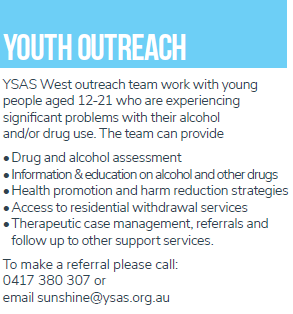 YOUTH OUTREACH
YSAS West outreach team work with young
people aged 12-21 who are experiencing
significant problems with their alcohol
and/or drug use. The team can provide
• Drug and alcohol assessment
• Information & education on alcohol and other drugs
• Health promotion and harm reduction strategies
• Access to residential withdrawal services
• Therapeutic case management, referrals and
follow up to other support services.
To make a referral please call:
0417 380 307 or
email sunshine@ysas.org.au